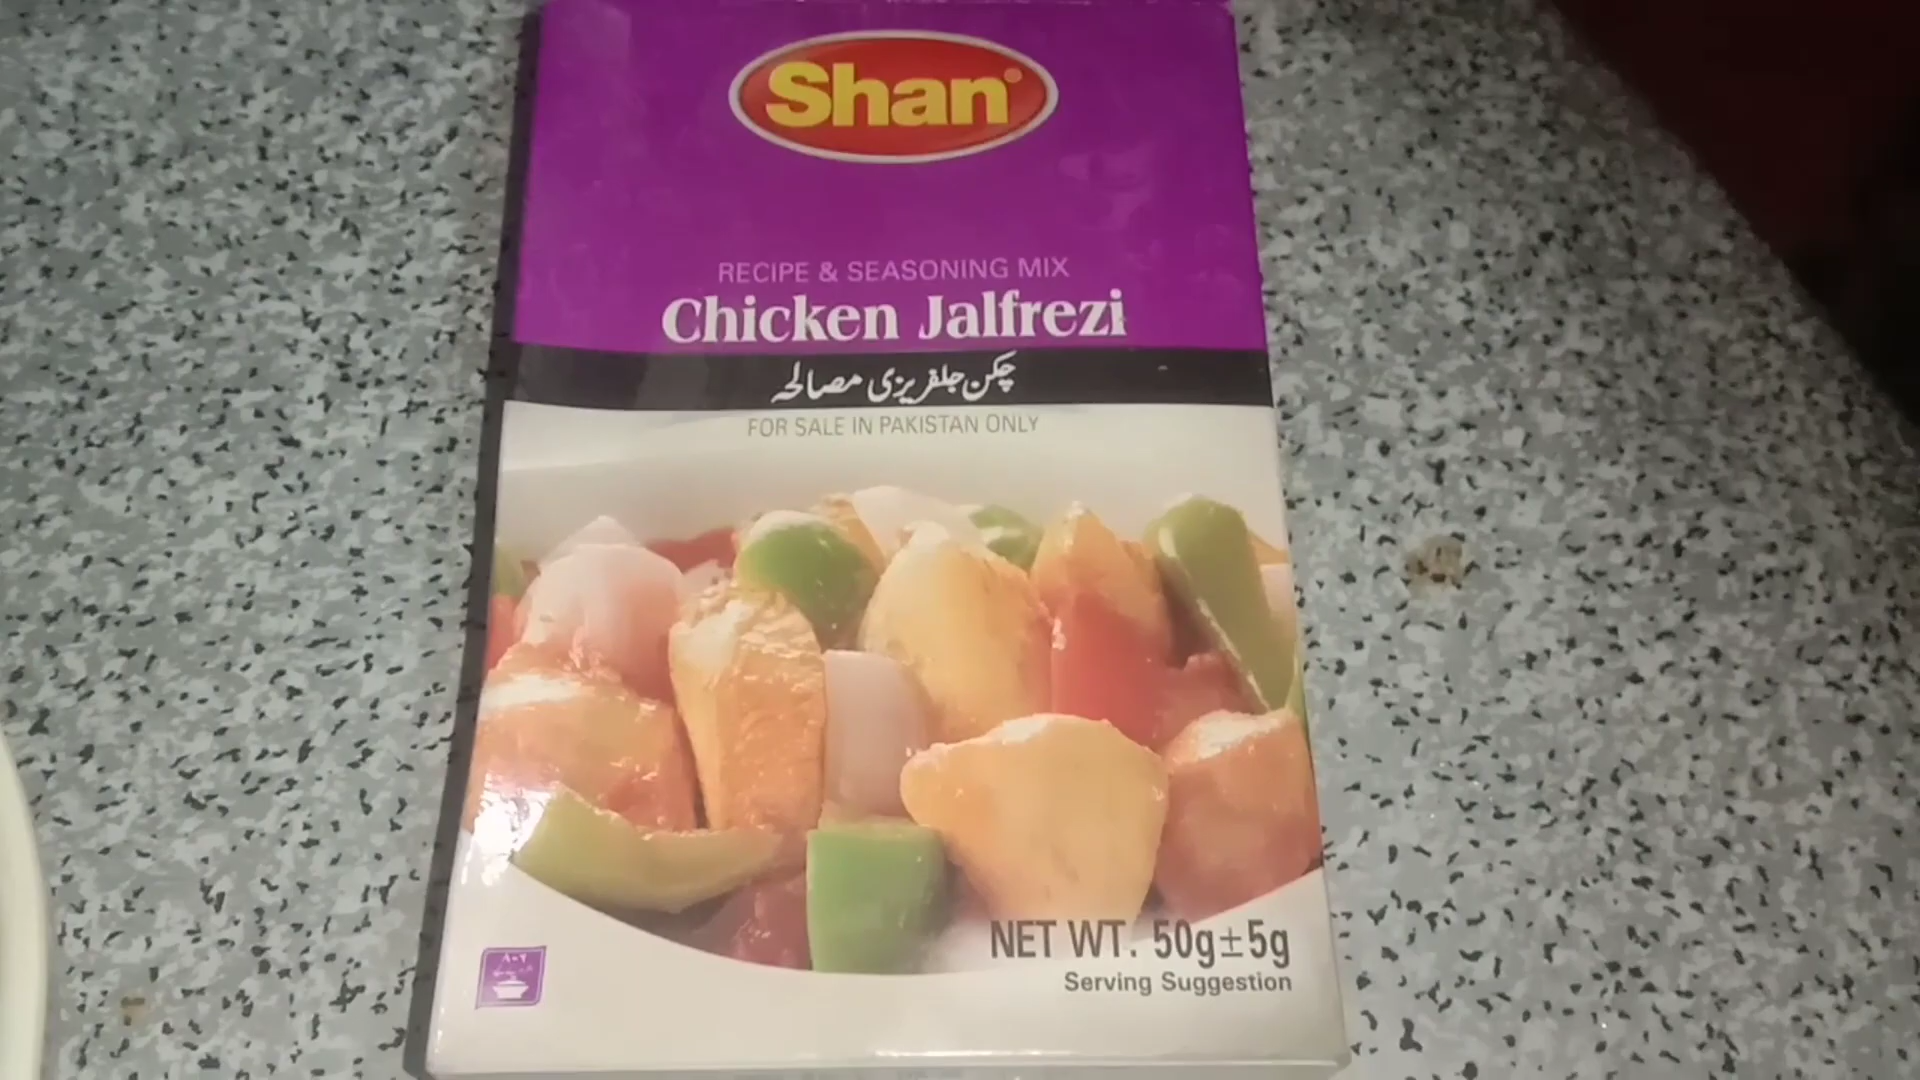 Shan®
RECIPE & SEASONING MIX
Chicken Jalfrezi
چکن جلفریزی مصالحہ
FOR SALE IN PAKISTAN ONLY
NET WT. 50g±5g
Serving Suggestion